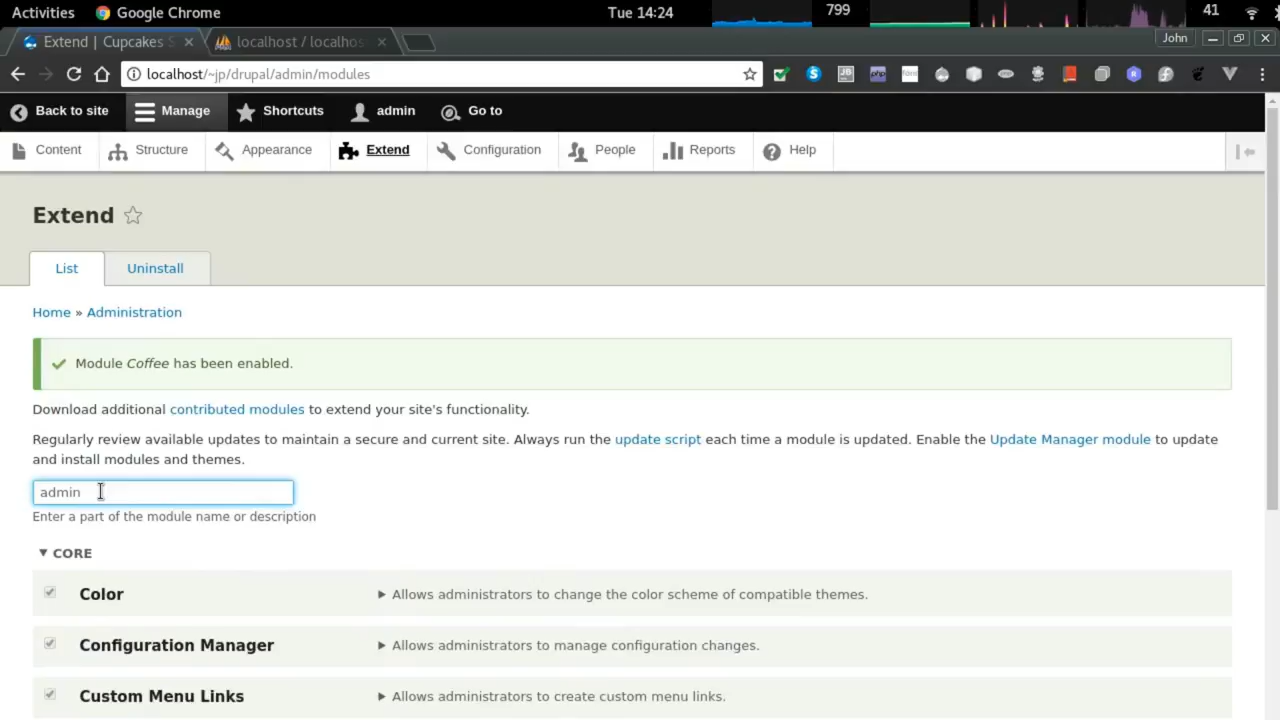 Activities Google Chrome Tue 14:24 799 41
Extend | Cupcakes S localhost / localhos John
localhost/~jp/drupal/admin/modules
Back to site Manage Shortcuts admin Go to
Content Structure Appearance Extend Configuration People Reports Help
Extend
List Uninstall
Home » Administration
Module Coffee has been enabled.
Download additional contributed modules to extend your site's functionality.
Regularly review available updates to maintain a secure and current site. Always run the update script each time a module is updated. Enable the Update Manager module to update
and install modules and themes.
admin
Enter a part of the module name or description
▼ CORE
Color ▶ Allows administrators to change the color scheme of compatible themes.
Configuration Manager ▶ Allows administrators to manage configuration changes.
Custom Menu Links ▶ Allows administrators to create custom menu links.